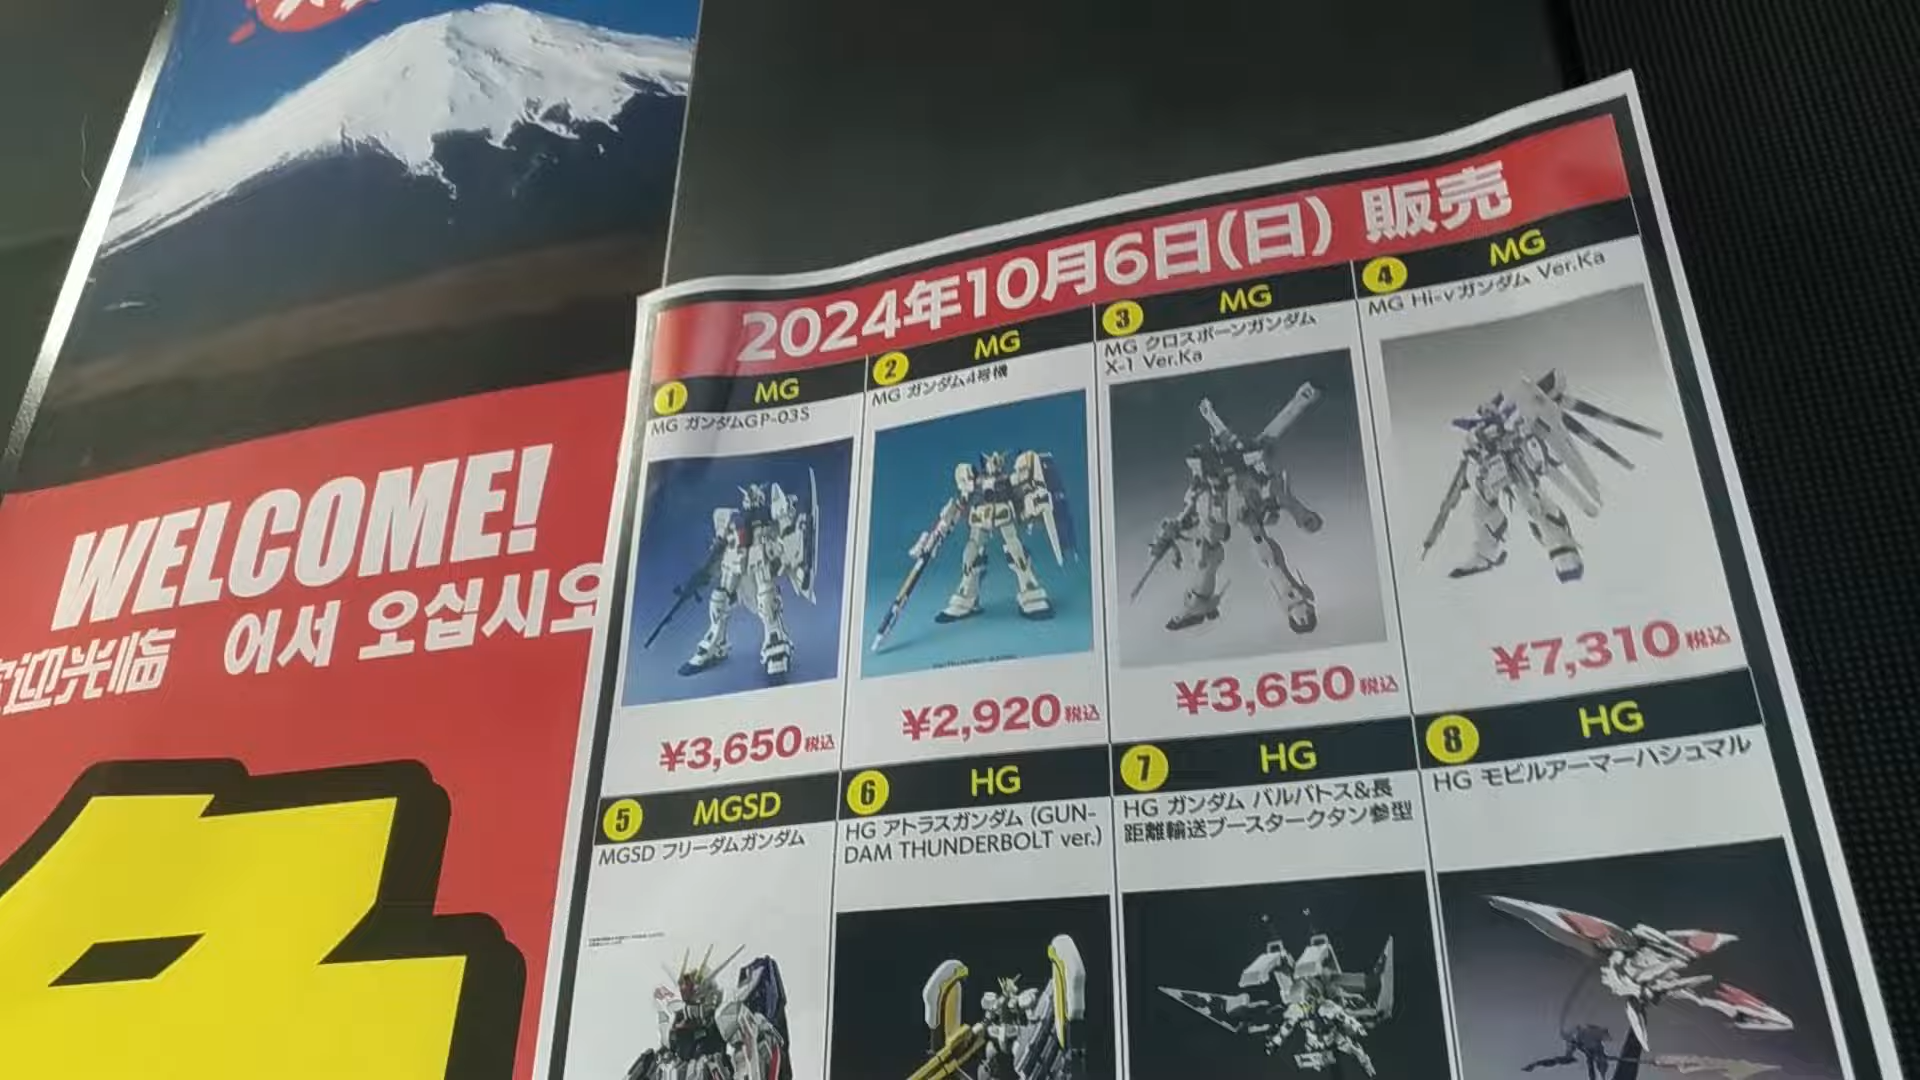 WELCOME!
迎光臨 어서 오십시오
2024年10月6日(日) 販売
1 MG
MG ガンダムGP-03S
¥3,650税込
2 MG
MG ガンダム4号機
¥2,920税込
3 MG
MG クロスボーンガンダム
X-1 Ver.Ka
¥3,650税込
4 MG
MG Hi-νガンダム Ver.Ka
¥7,310税込
5 MGSD
MGSD フリーダムガンダム
6 HG
HG アトラスガンダム (GUN-
DAM THUNDERBOLT ver.)
7 HG
HG ガンダム バルバトス&長
距離輸送ブースタークタン参型
8 HG
HG モビルアーマーハシュマル